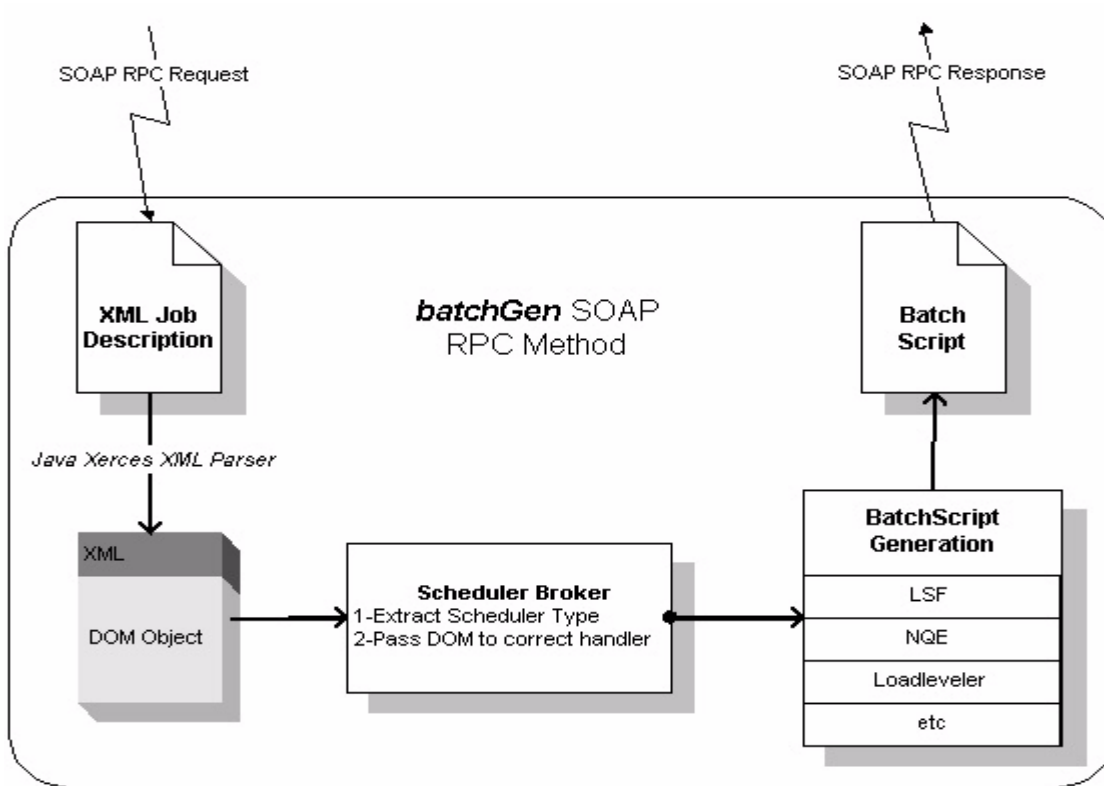 SOAP RPC Request
SOAP RPC Response
XML Job
Description
batchGen SOAP
RPC Method
Batch
Script
Java Xerces XML Parser
XML
DOM Object
Scheduler Broker
1-Extract Scheduler Type
2-Pass DOM to correct handler
BatchScript
Generation
LSF
NQE
Loadleveler
etc